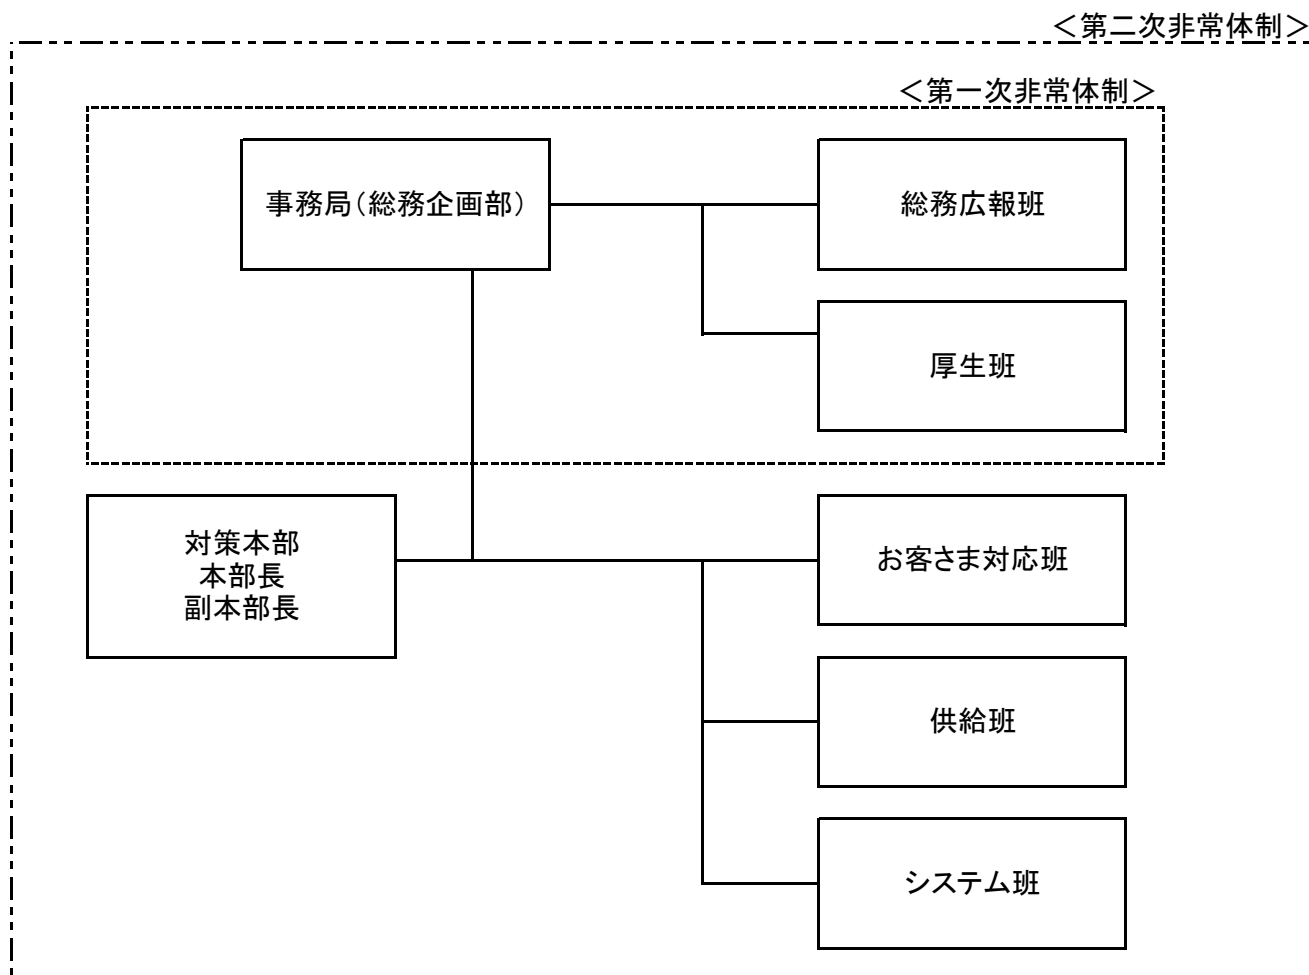 ＜第二次非常体制＞
＜第一次非常体制＞
事務局（総務企画部）
総務広報班
厚生班
対策本部
本部長
副本部長
お客さま対応班
供給班
システム班